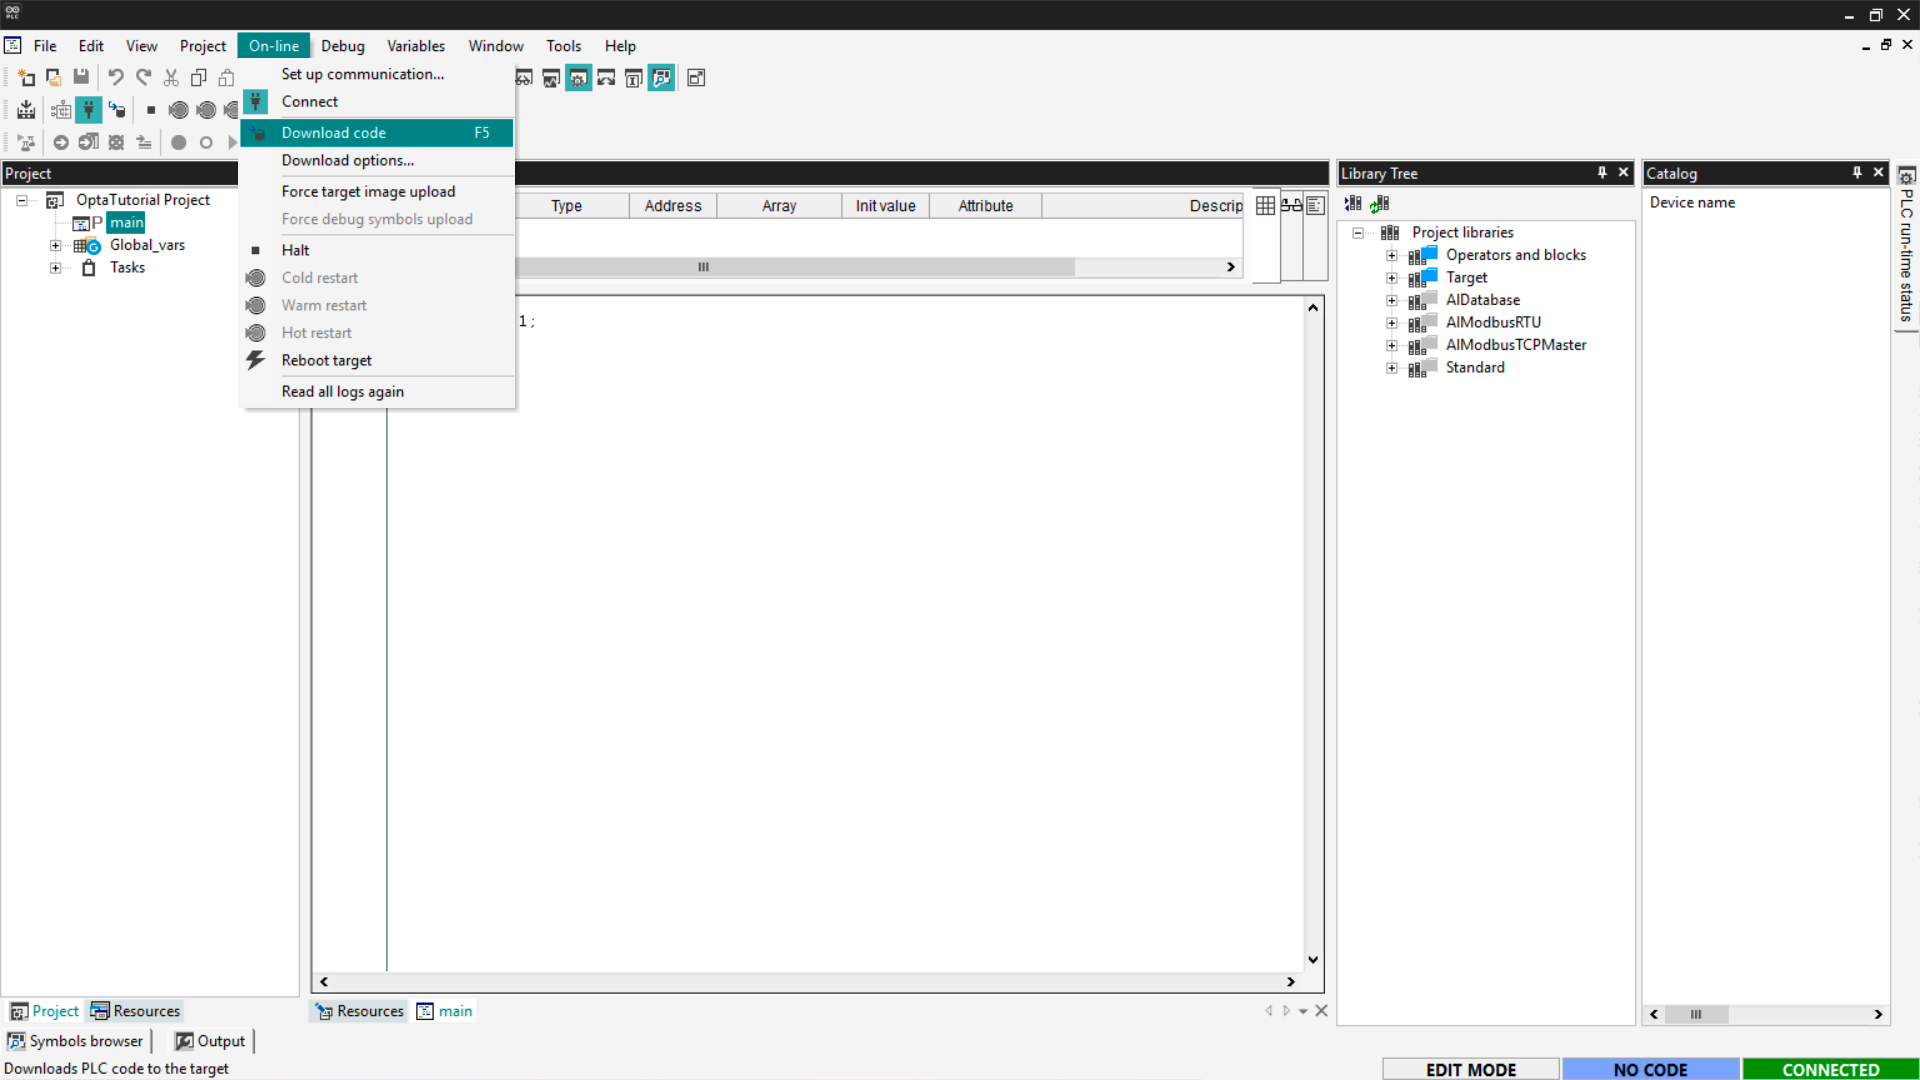 PLC
File Edit View Project On-line Debug Variables Window Tools Help
Set up communication...
Connect
Download code F5
Download options...
Force target image upload
Force debug symbols upload
Halt
Cold restart
Warm restart
Hot restart
Reboot target
Read all logs again
Project
OptaTutorial Project
P main
Global_vars
Tasks
Type Address Array Init value Attribute Descrip
1;
Library Tree
Project libraries
Operators and blocks
Target
AlDatabase
AlModbusRTU
AlModbusTCPMaster
Standard
Catalog
Device name
PLC run-time status
Project Resources
Resources main
Symbols browser Output
Downloads PLC code to the target
EDIT MODE NO CODE CONNECTED